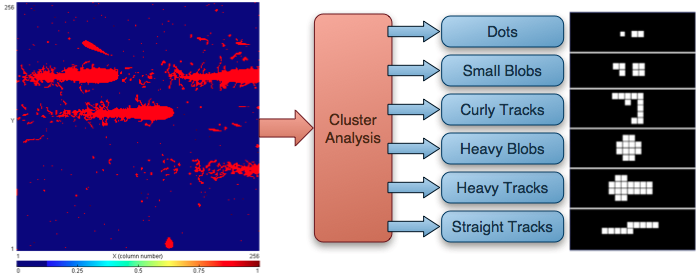 256
Y
1
1
X (column number)
256
0
0.25
0.5
0.75
1
Cluster
Analysis
Dots
Small Blobs
Curly Tracks
Heavy Blobs
Heavy Tracks
Straight Tracks